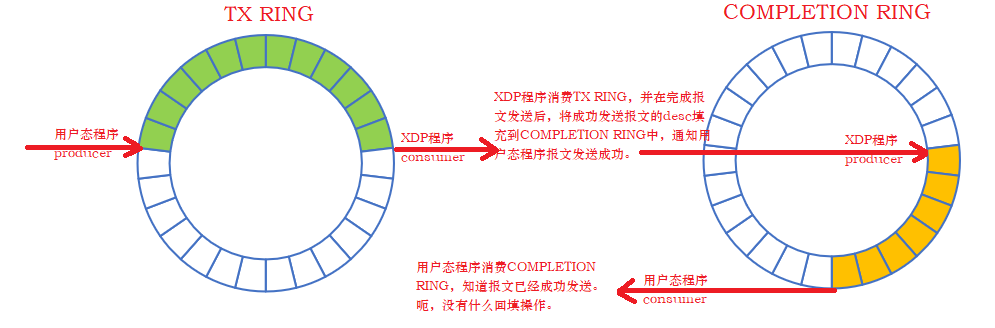 TX RING
COMPLETION RING
用户态程序
producer
XDP程序
consumer
XDP程序消费TX RING，并在完成报
文发送后，将成功发送报文的desc填
充到COMPLETION RING中，通知用
户态程序报文发送成功。
XDP程序
producer
用户态程序消费COMPLETION
RING，知道报文已经成功发送。
呃，没有什么回填操作。
用户态程序
consumer